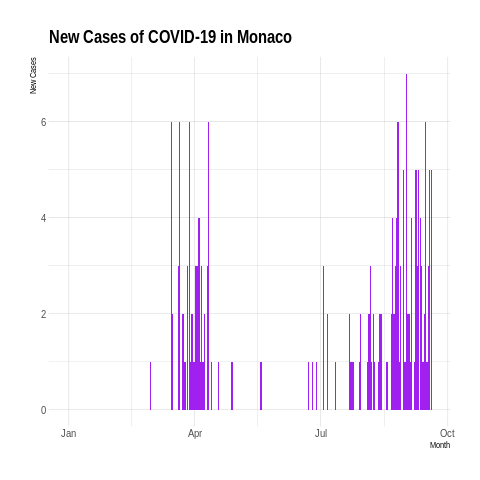 New Cases of COVID-19 in Monaco
New Cases
6
4
2
0
Jan Apr Jul Oct
Month